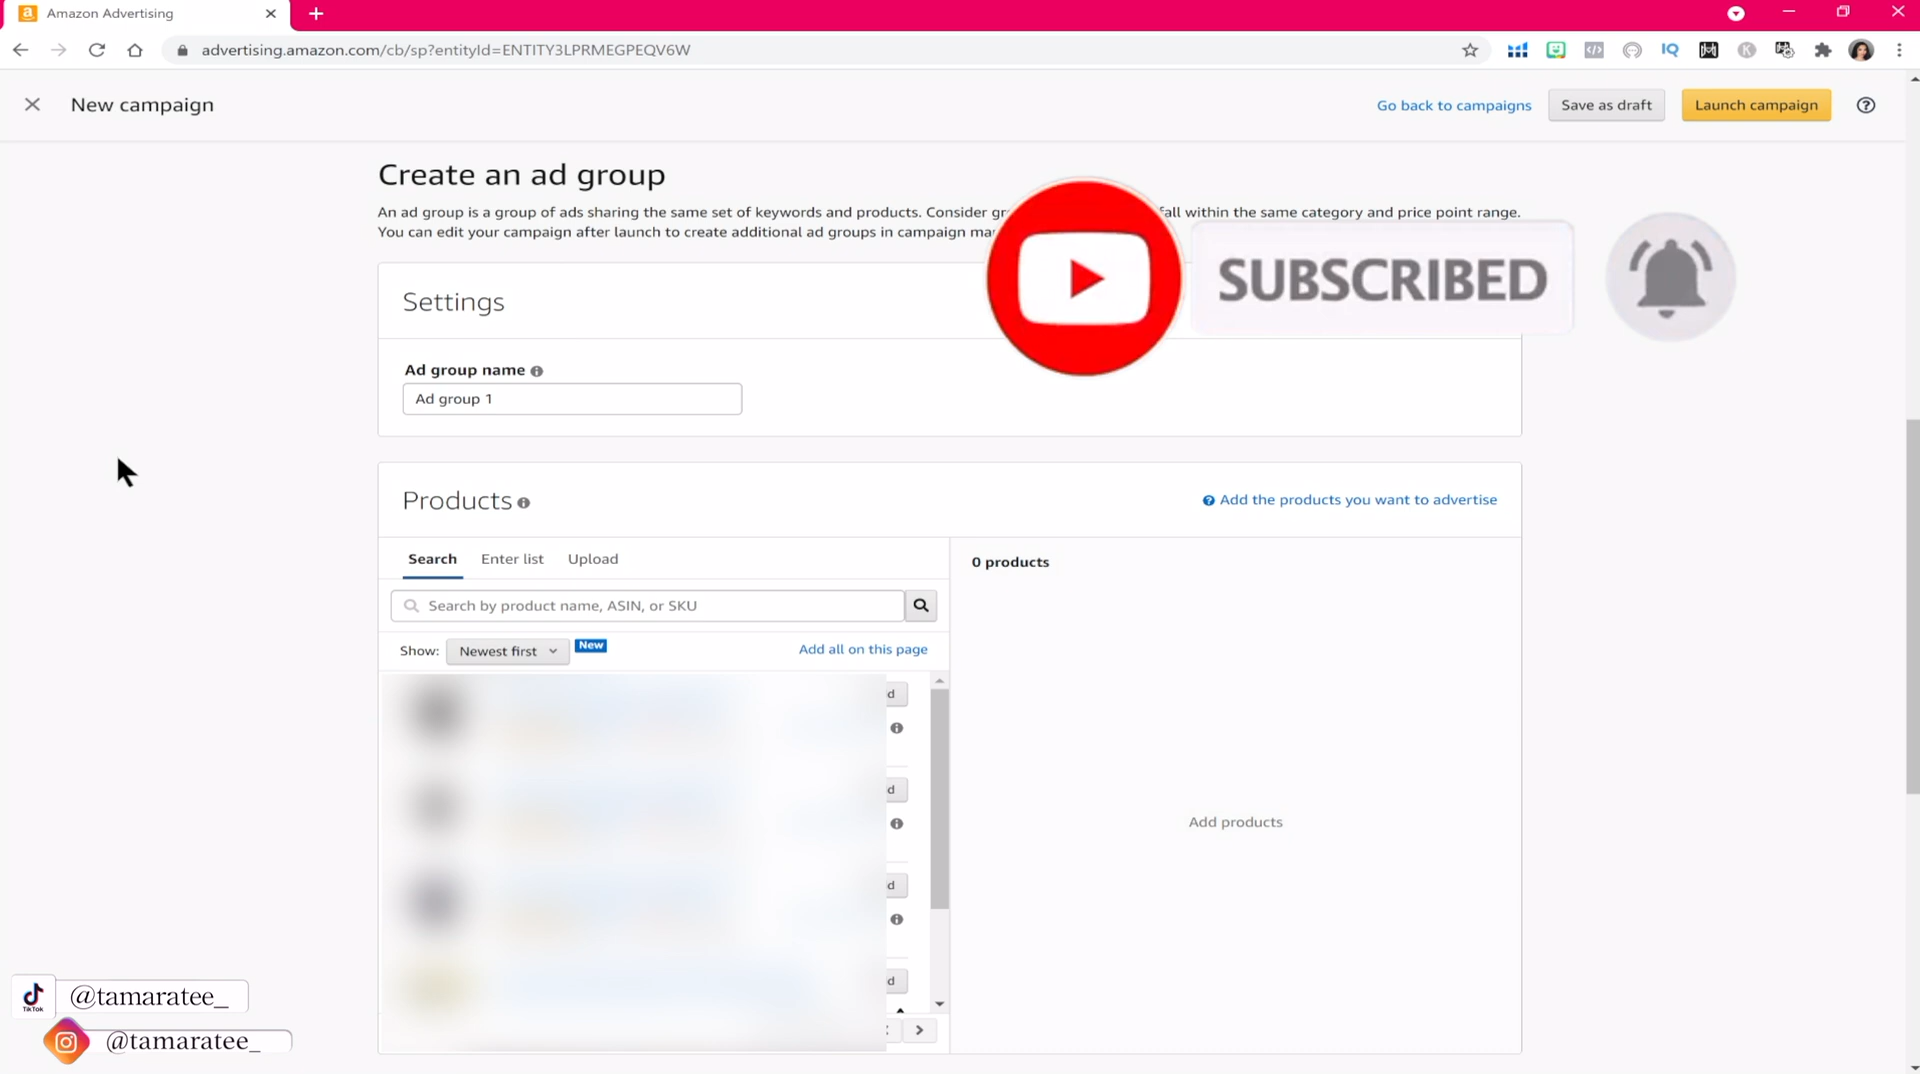 Amazon Advertising
advertising.amazon.com/cb/sp?entityId=ENTITY3LPRMEGPEQV6W
IQ
K
New campaign
Go back to campaigns
Save as draft
Launch campaign
Create an ad group
An ad group is a group of ads sharing the same set of keywords and products. Consider fall within the same category and price point range.
You can edit your campaign after launch to create additional ad groups in campaign
SUBSCRIBED
Settings
Ad group name
Ad group 1
Products
Add the products you want to advertise
Search
Enter list
Upload
0 products
Search by product name, ASIN, or SKU
Show:
Newest first
New
Add all on this page
d
d
Add products
d
d
TikTok
@tamaratee_
@tamaratee_